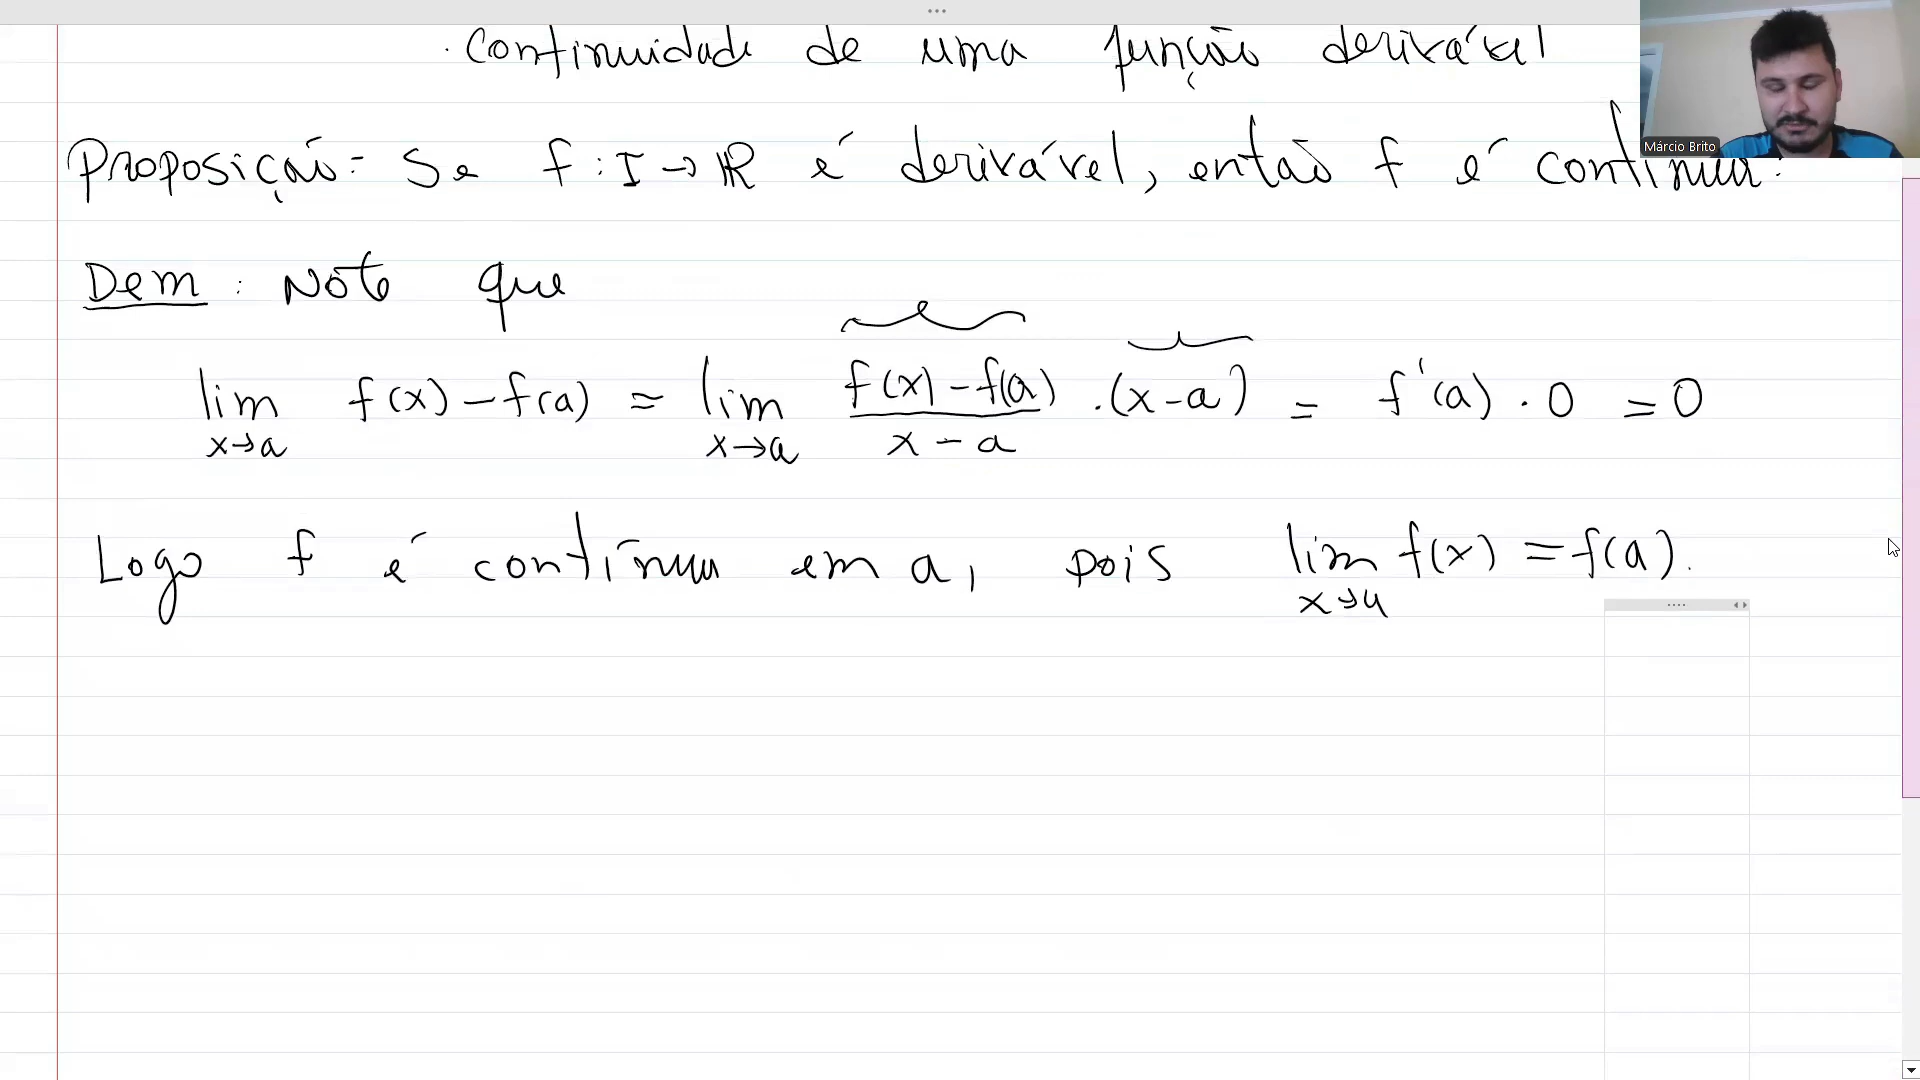 · Continuidade de uma função derivável
Márcio Brito
Proposição: Se f : I → ℝ é derivável, então f é contínua.
Dem : Note que
lim x→a f(x) − f(a) = lim x→a (f(x) − f(a))/(x − a) · (x − a) = f'(a) · 0 = 0
Logo f é contínua em a, pois lim x→a f(x) = f(a).